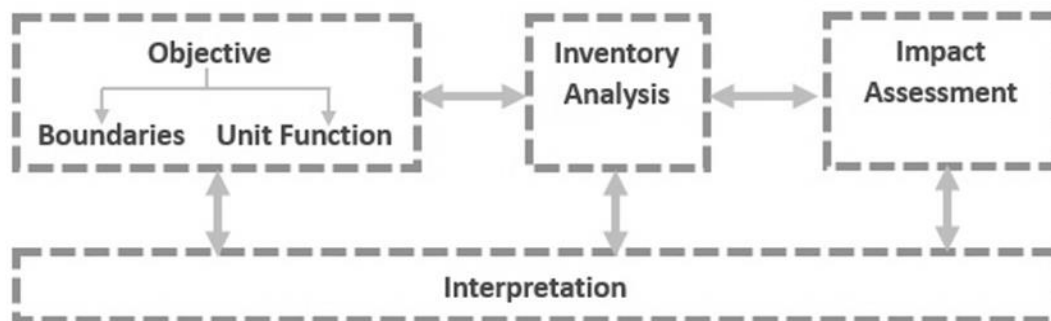 Objective
Boundaries Unit Function
Inventory
Analysis
Impact
Assessment
Interpretation